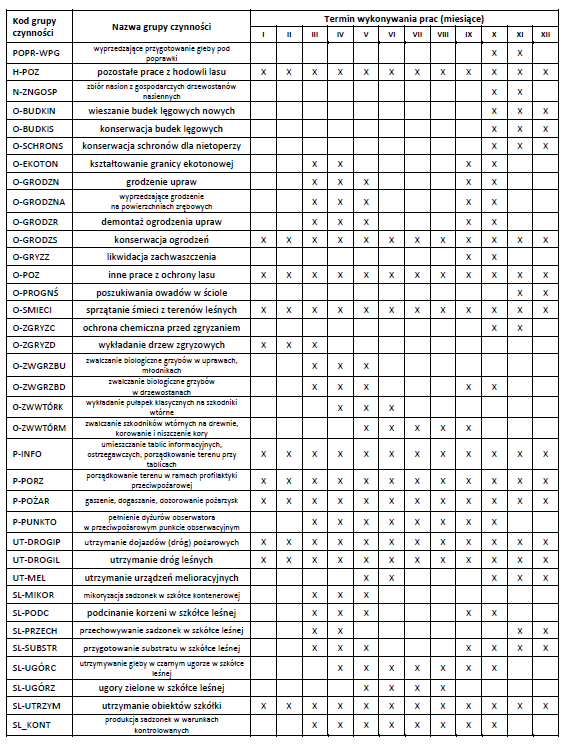 Kod grupy czynności Nazwa grupy czynności Termin wykonywania prac (miesiące)
I II III IV V VI VII VIII IX X XI XII
POPR-WPG wyprzedzające przygotowanie gleby pod
poprawki X X
H-POZ pozostałe prace z hodowli lasu X X X X X X X X X X X X
N-ZNGOSP zbiór nasion z gospodarczych drzewostanów
nasiennych X X
O-BUDKIN wieszanie budek lęgowych nowych X X X
O-BUDKIS konserwacja budek lęgowych X X X
O-SCHRONS konserwacja schronów dla nietoperzy X X X
O-EKOTON kształtowanie granicy ekotonowej X X X X
O-GRODZN grodzenie upraw X X X X X
O-GRODZNA wyprzedzające grodzenie
na powierzchniach zrębowych X X X X X
O-GRODZR demontaż ogrodzenia upraw X X X X X
O-GRODZS konserwacja ogrodzeń X X X X X X X X X X X X
O-GRYZZ likwidacja zachwaszczenia X X
O-POZ inne prace z ochrony lasu X X X X X X X X X X X X
O-PROGNŚ poszukiwania owadów w ściole X X
O-SMIECI sprzątanie śmieci z terenów leśnych X X X X X X X X X X X X
O-ZGRYZC ochrona chemiczna przed zgryzaniem X X
O-ZGRYZD wykładanie drzew zgryzowych X X X
O-ZWGRZBU zwalczanie biologiczne grzybów w uprawach,
młodnikach X X X
O-ZWGRZBD zwalczanie biologiczne grzybów
w drzewostanach X X X X X
O-ZWWTÓRK wykładanie pułapek klasycznych na szkodniki
wtórne X X X
O-ZWWTÓRM zwalczanie szkodników wtórnych na drewnie,
korowanie i niszczenie kory X X X X X
P-INFO umieszczanie tablic informacyjnych,
ostrzegawczych, porządkowanie terenu przy
tablicach X X X X X X X X X X X X
P-PORZ porządkowanie terenu w ramach profilaktyki
przeciwpożarowej X X X X X X X X X X X X
P-POŻAR gaszenie, dogaszanie, dozorowanie pożarzysk X X X X X X X X X X X X
P-PUNKTO pełnienie dyżurów obserwatora
w przeciwpożarowym punkcie obserwacyjnym X X X X X X X X
UT-DROGIP utrzymanie dojazdów (dróg) pożarowych X X X X X X X X X X X X
UT-DROGIL utrzymanie dróg leśnych X X X X X X X X X X X X
UT-MEL utrzymanie urządzeń melioracyjnych X X X X X
SL-MIKOR mikoryzacja sadzonek w szkółce kontenerowej X X X
SL-PODC podcinanie korzeni w szkółce leśnej X X X X X
SL-PRZECH przechowywanie sadzonek w szkółce leśnej X X X X
SL-SUBSTR przygotowanie substratu w szkółce leśnej X X X X X X X
SL-UGÓRC utrzymywanie gleby w czarnym ugorze w szkółce
leśnej X X X X X X X
SL-UGÓRZ ugory zielone w szkółce leśnej X X X X
SL-UTRZYM utrzymanie obiektów szkółki X X X X X X X X X X X X
SL_KONT produkcja sadzonek w warunkach
kontrolowanych X X X X X X X X